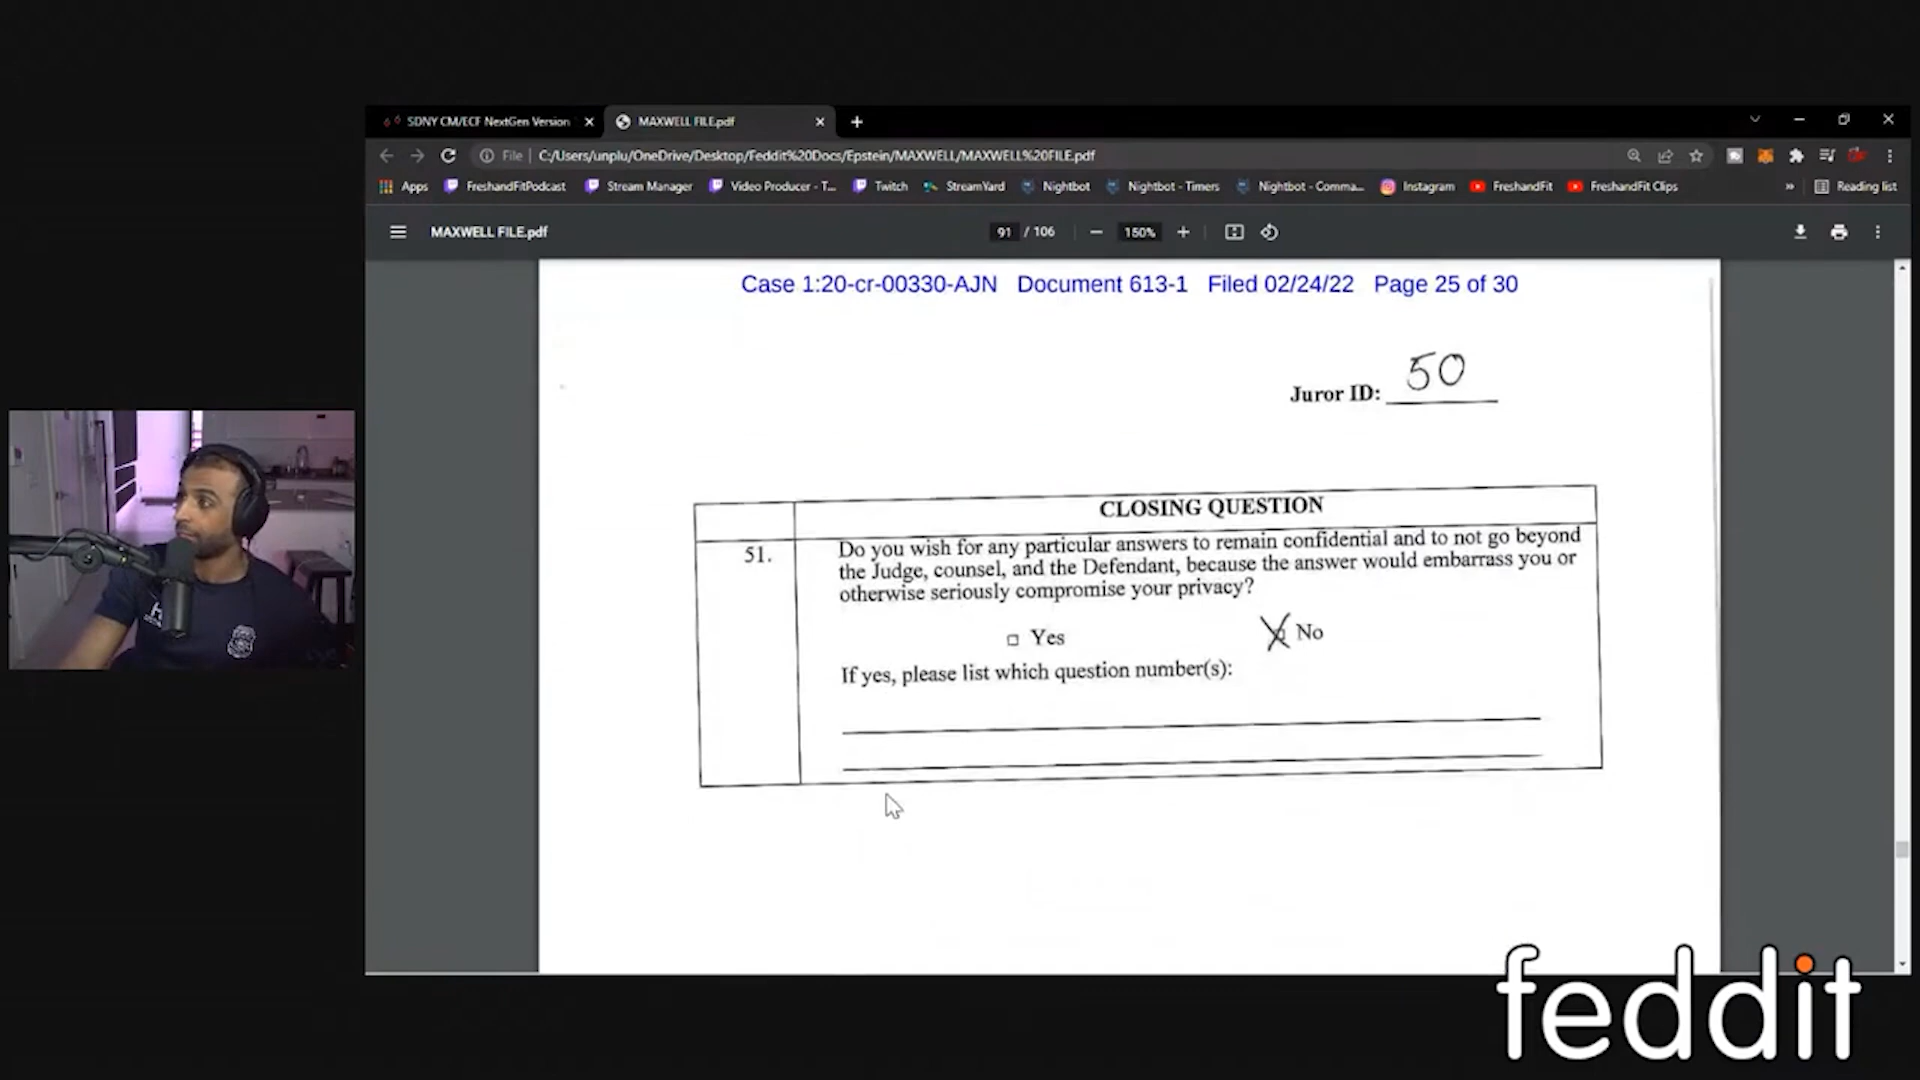 SDNY CM/ECF NextGen Version
MAXWELL FILE.pdf
File | C:/Users/unplu/OneDrive/Desktop/Feddit%20Docs/Epstein/MAXWELL/MAXWELL%20FILE.pdf
Apps FreshandFitPodcast Stream Manager Video Producer - T... Twitch StreamYard Nightbot Nightbot - Timers Nightbot - Comma... Instagram FreshandFit FreshandFit Clips » Reading list
MAXWELL FILE.pdf 91 / 106 — 150% +
Case 1:20-cr-00330-AJN Document 613-1 Filed 02/24/22 Page 25 of 30
Juror ID: 50
CLOSING QUESTION
51. Do you wish for any particular answers to remain confidential and to not go beyond
the Judge, counsel, and the Defendant, because the answer would embarrass you or
otherwise seriously compromise your privacy?
Yes No
If yes, please list which question number(s):
feddit